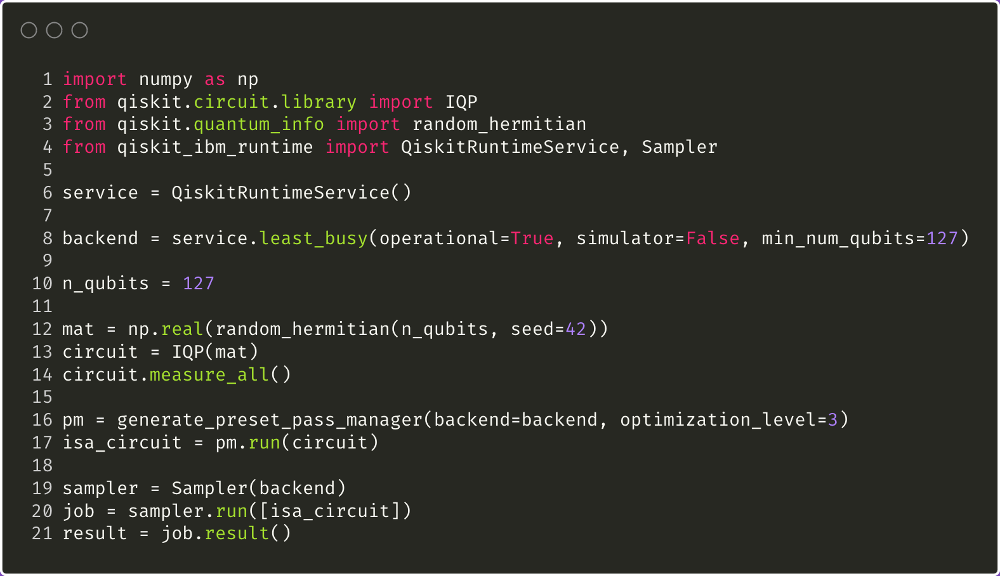 1 import numpy as np
2 from qiskit.circuit.library import IQP
3 from qiskit.quantum_info import random_hermitian
4 from qiskit_ibm_runtime import QiskitRuntimeService, Sampler
5
6 service = QiskitRuntimeService()
7
8 backend = service.least_busy(operational=True, simulator=False, min_num_qubits=127)
9
10 n_qubits = 127
11
12 mat = np.real(random_hermitian(n_qubits, seed=42))
13 circuit = IQP(mat)
14 circuit.measure_all()
15
16 pm = generate_preset_pass_manager(backend=backend, optimization_level=3)
17 isa_circuit = pm.run(circuit)
18
19 sampler = Sampler(backend)
20 job = sampler.run([isa_circuit])
21 result = job.result()